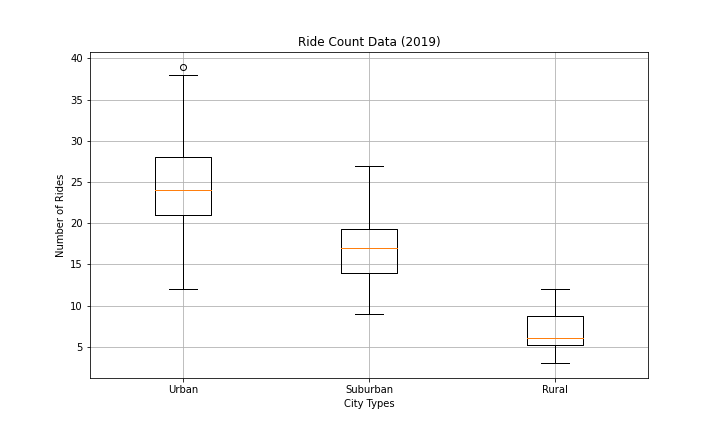 Ride Count Data (2019)
40
35
30
25
20
15
10
5
Number of Rides
Urban
Suburban
Rural
City Types